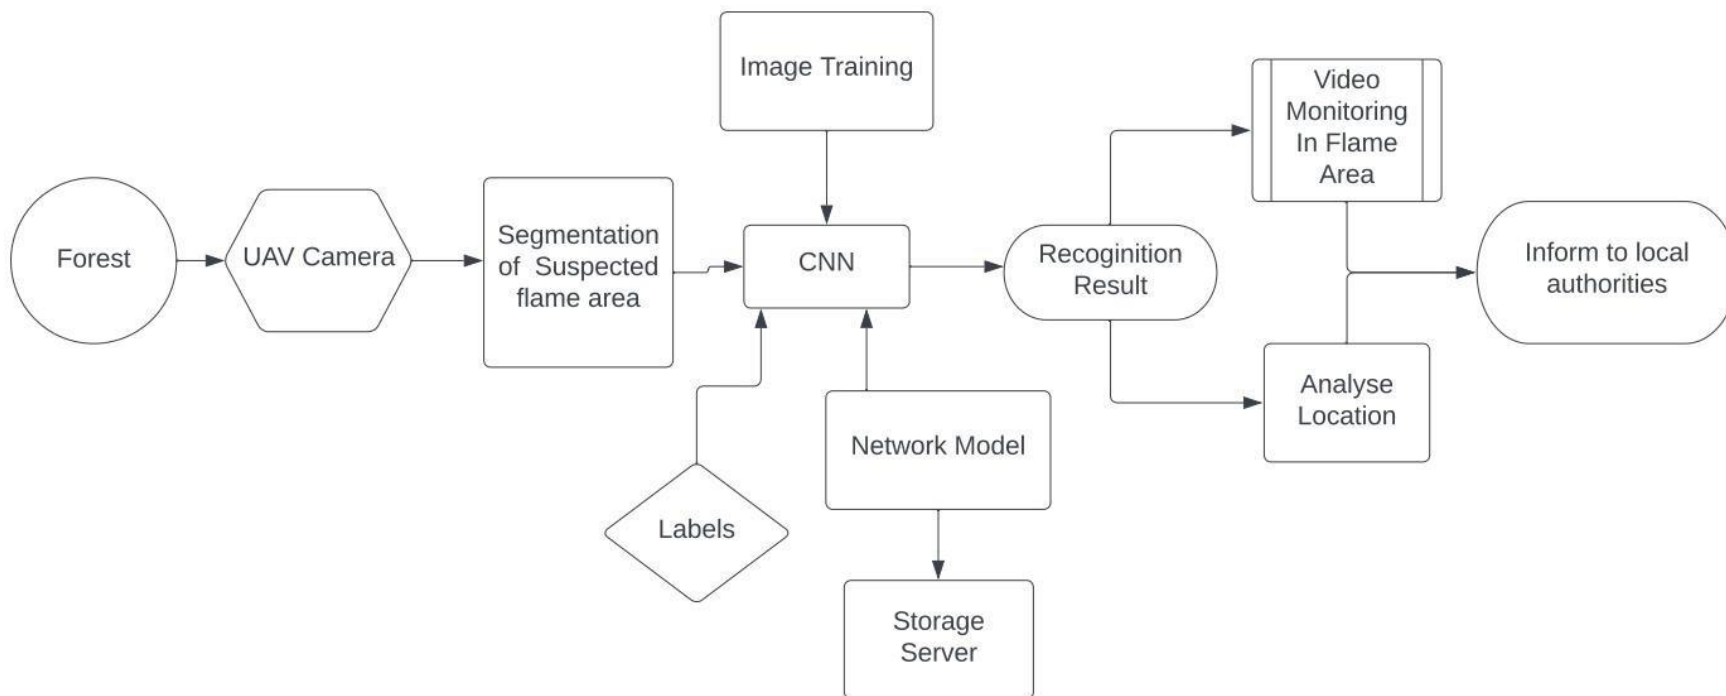 Image Training
Video
Monitoring
In Flame
Area
Forest
UAV Camera
Segmentation
of Suspected
flame area
CNN
Recoginition
Result
Inform to local
authorities
Analyse
Location
Network Model
Labels
Storage
Server